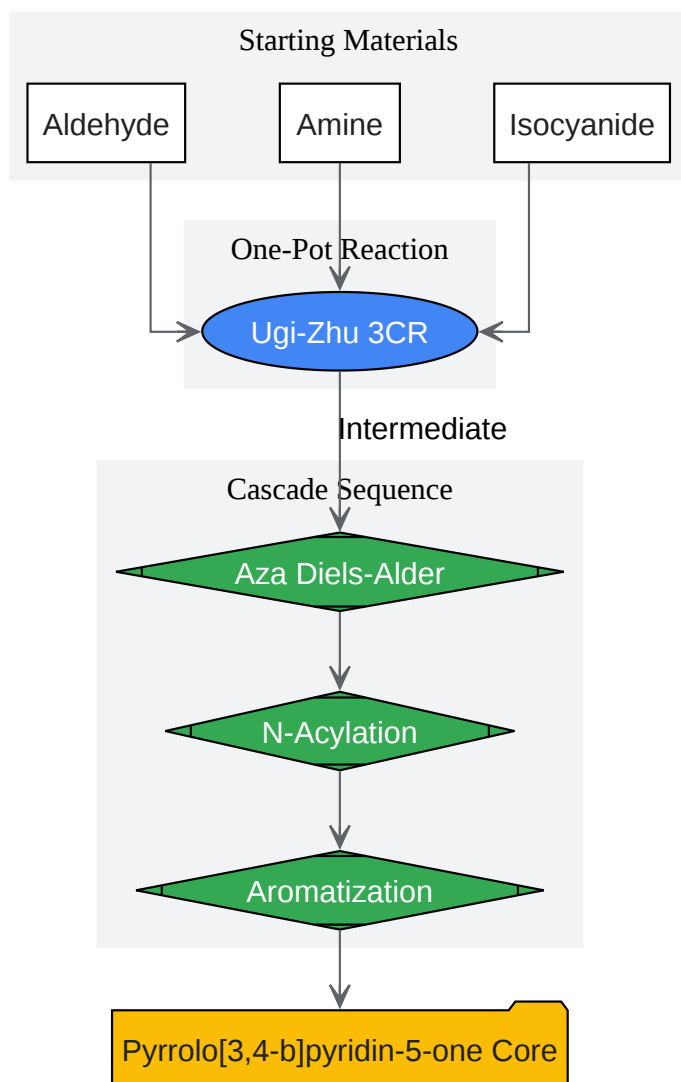 Starting Materials
Aldehyde
Amine
Isocyanide
One-Pot Reaction
Ugi-Zhu 3CR
Intermediate
Cascade Sequence
Aza Diels-Alder
N-Acylation
Aromatization
Pyrrolo[3,4-b]pyridin-5-one Core